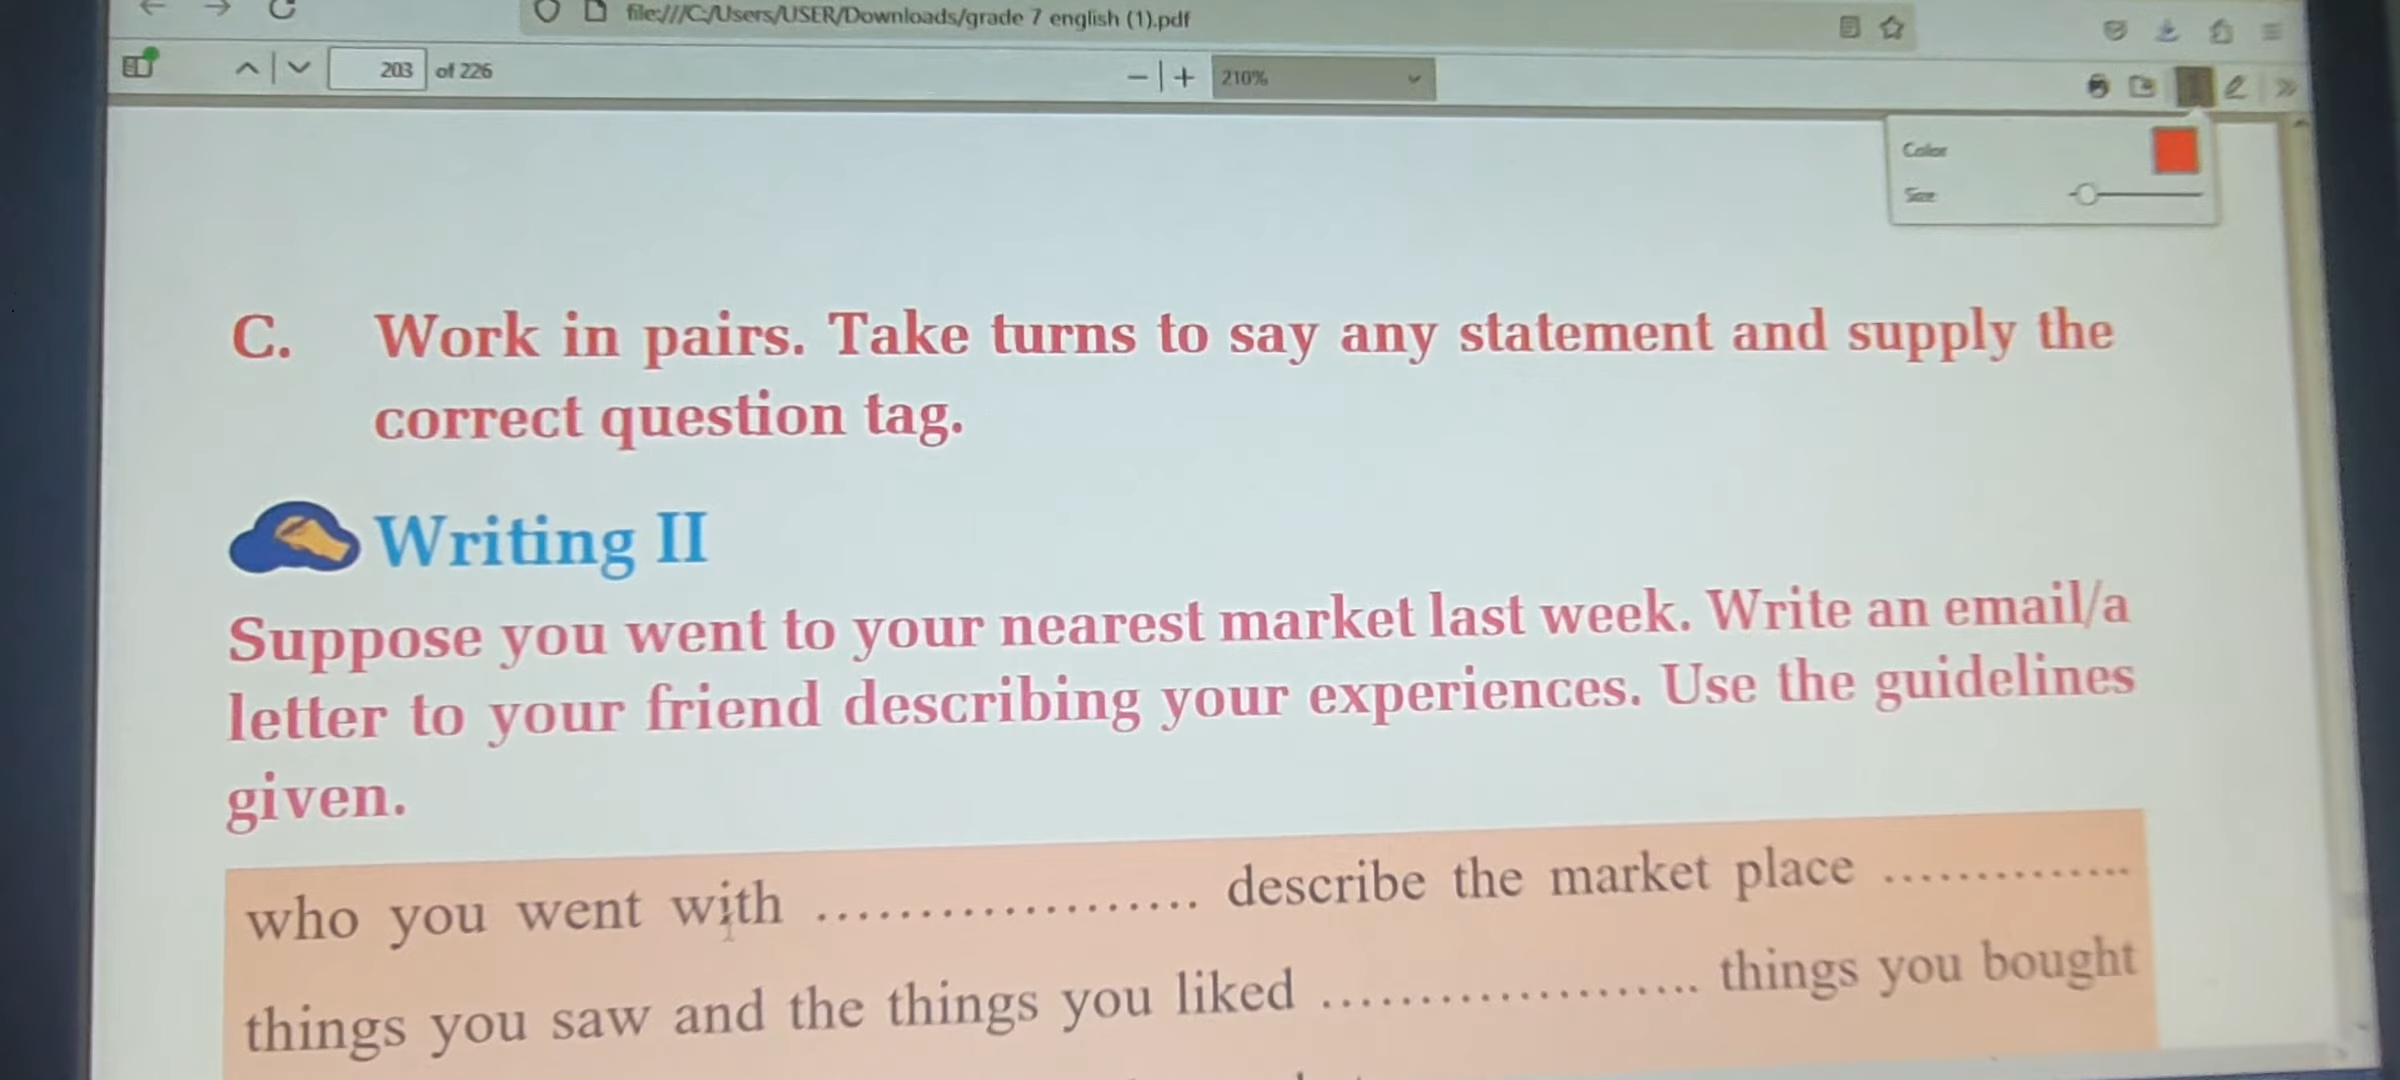 file:///C:/Users/USER/Downloads/grade 7 english (1).pdf
203 of 226
210%
Color
Size
C. Work in pairs. Take turns to say any statement and supply the
correct question tag.
Writing II
Suppose you went to your nearest market last week. Write an email/a
letter to your friend describing your experiences. Use the guidelines
given.
who you went with ................... describe the market place ..............
things you saw and the things you liked ................... things you bought